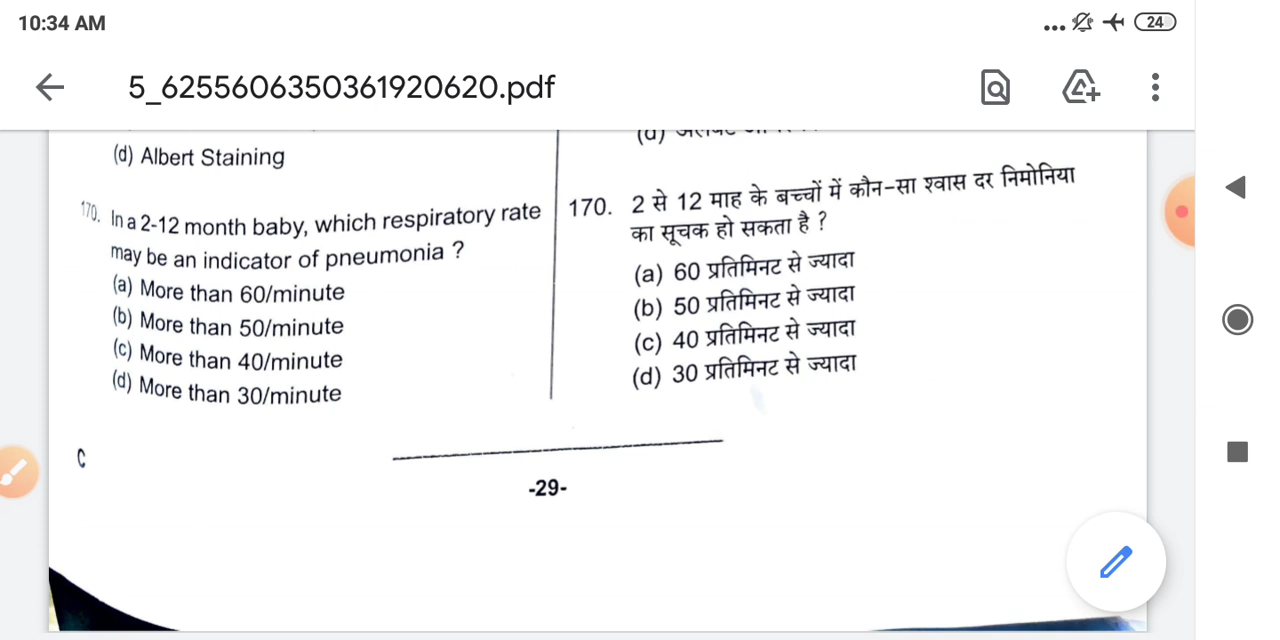 10:34 AM
24
5_6255606350361920620.pdf
(d) Albert Staining
170. In a 2-12 month baby, which respiratory rate
may be an indicator of pneumonia ?
(a) More than 60/minute
(b) More than 50/minute
(c) More than 40/minute
(d) More than 30/minute
(d)
170. 2 से 12 माह के बच्चों में कौन-सा श्वास दर निमोनिया
का सूचक हो सकता है ?
(a) 60 प्रतिमिनट से ज्यादा
(b) 50 प्रतिमिनट से ज्यादा
(c) 40 प्रतिमिनट से ज्यादा
(d) 30 प्रतिमिनट से ज्यादा
C
-29-